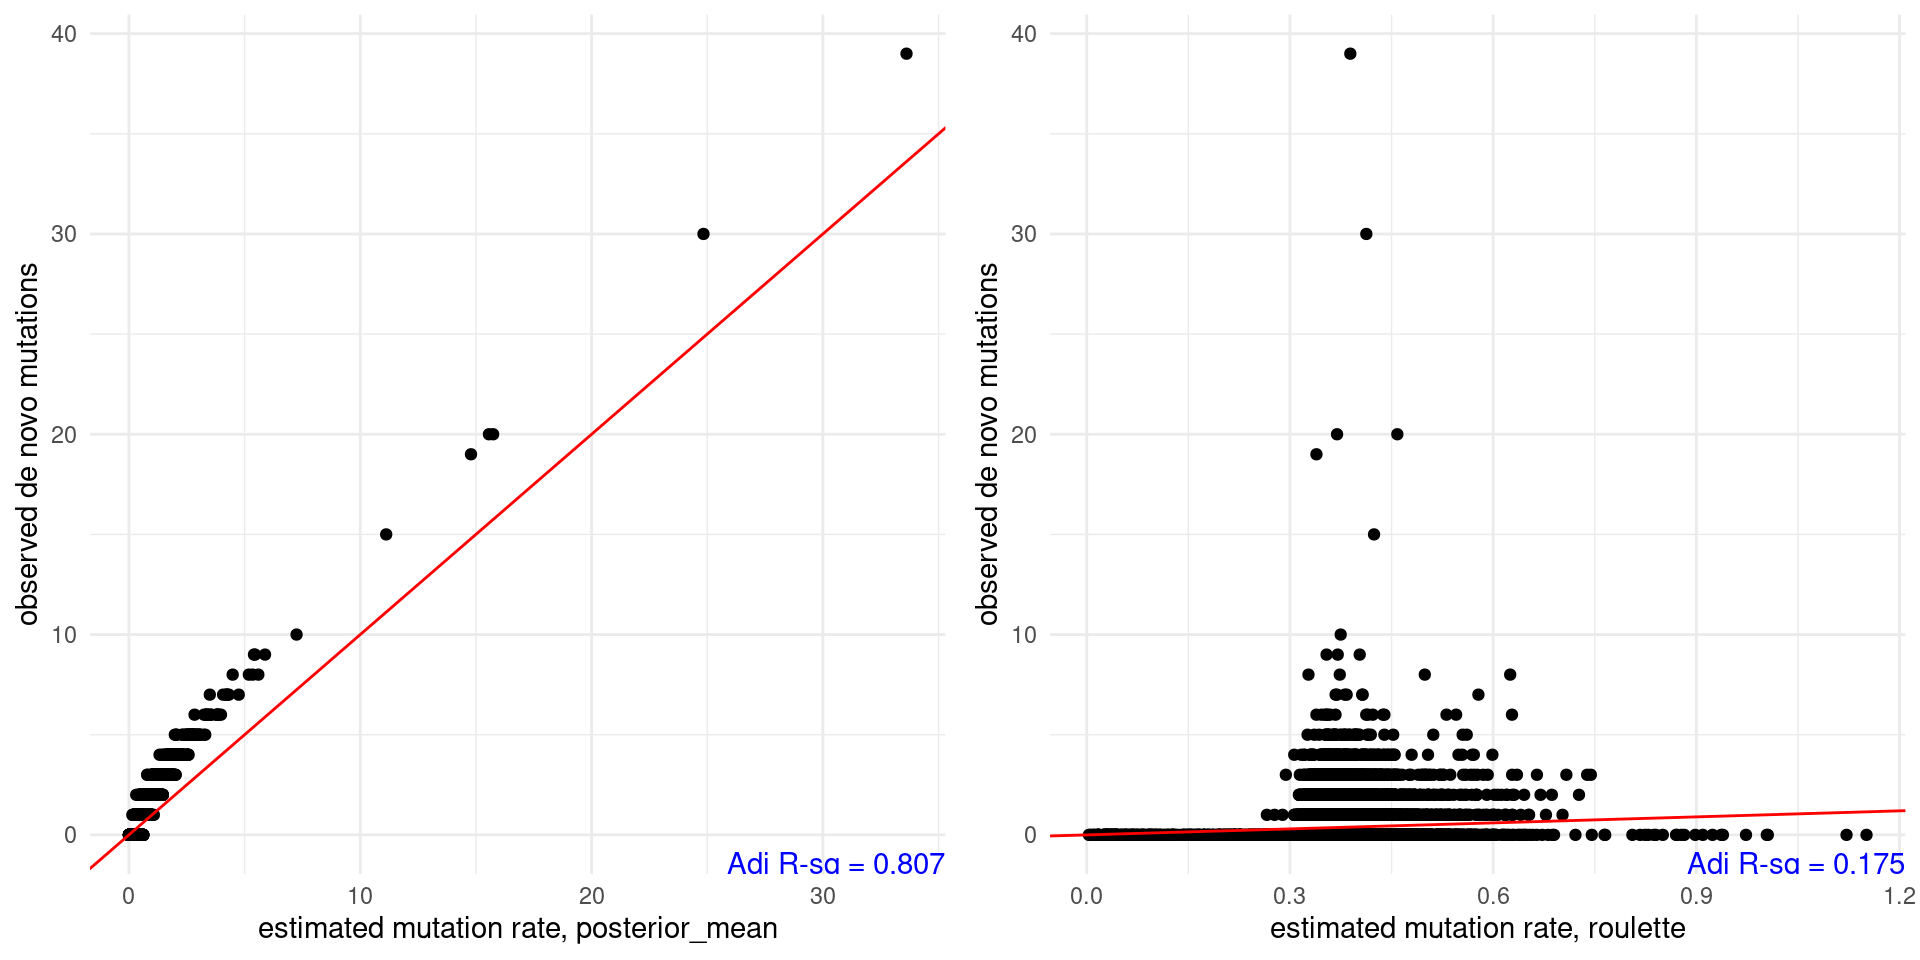 40
30
20
10
0
observed de novo mutations
Adj R-sq = 0.807
0 10 20 30
estimated mutation rate, posterior_mean
40
30
20
10
0
observed de novo mutations
Adj R-sq = 0.175
0.0 0.3 0.6 0.9 1.2
estimated mutation rate, roulette